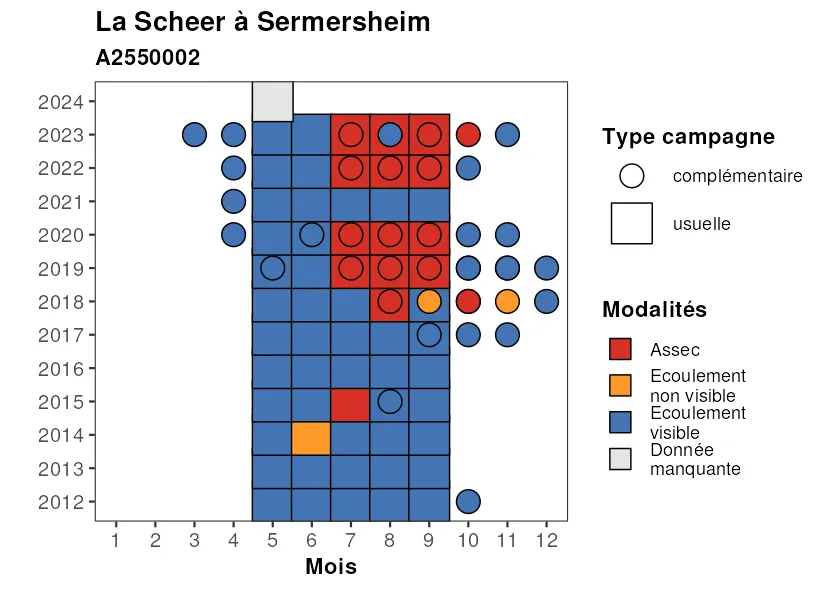 La Scheer à Sermersheim
A2550002
2024
2023
2022
2021
2020
2019
2018
2017
2016
2015
2014
2013
2012
1 2 3 4 5 6 7 8 9 10 11 12
Mois
Type campagne
complémentaire
usuelle
Modalités
Assec
Ecoulement
non visible
Ecoulement
visible
Donnée
manquante